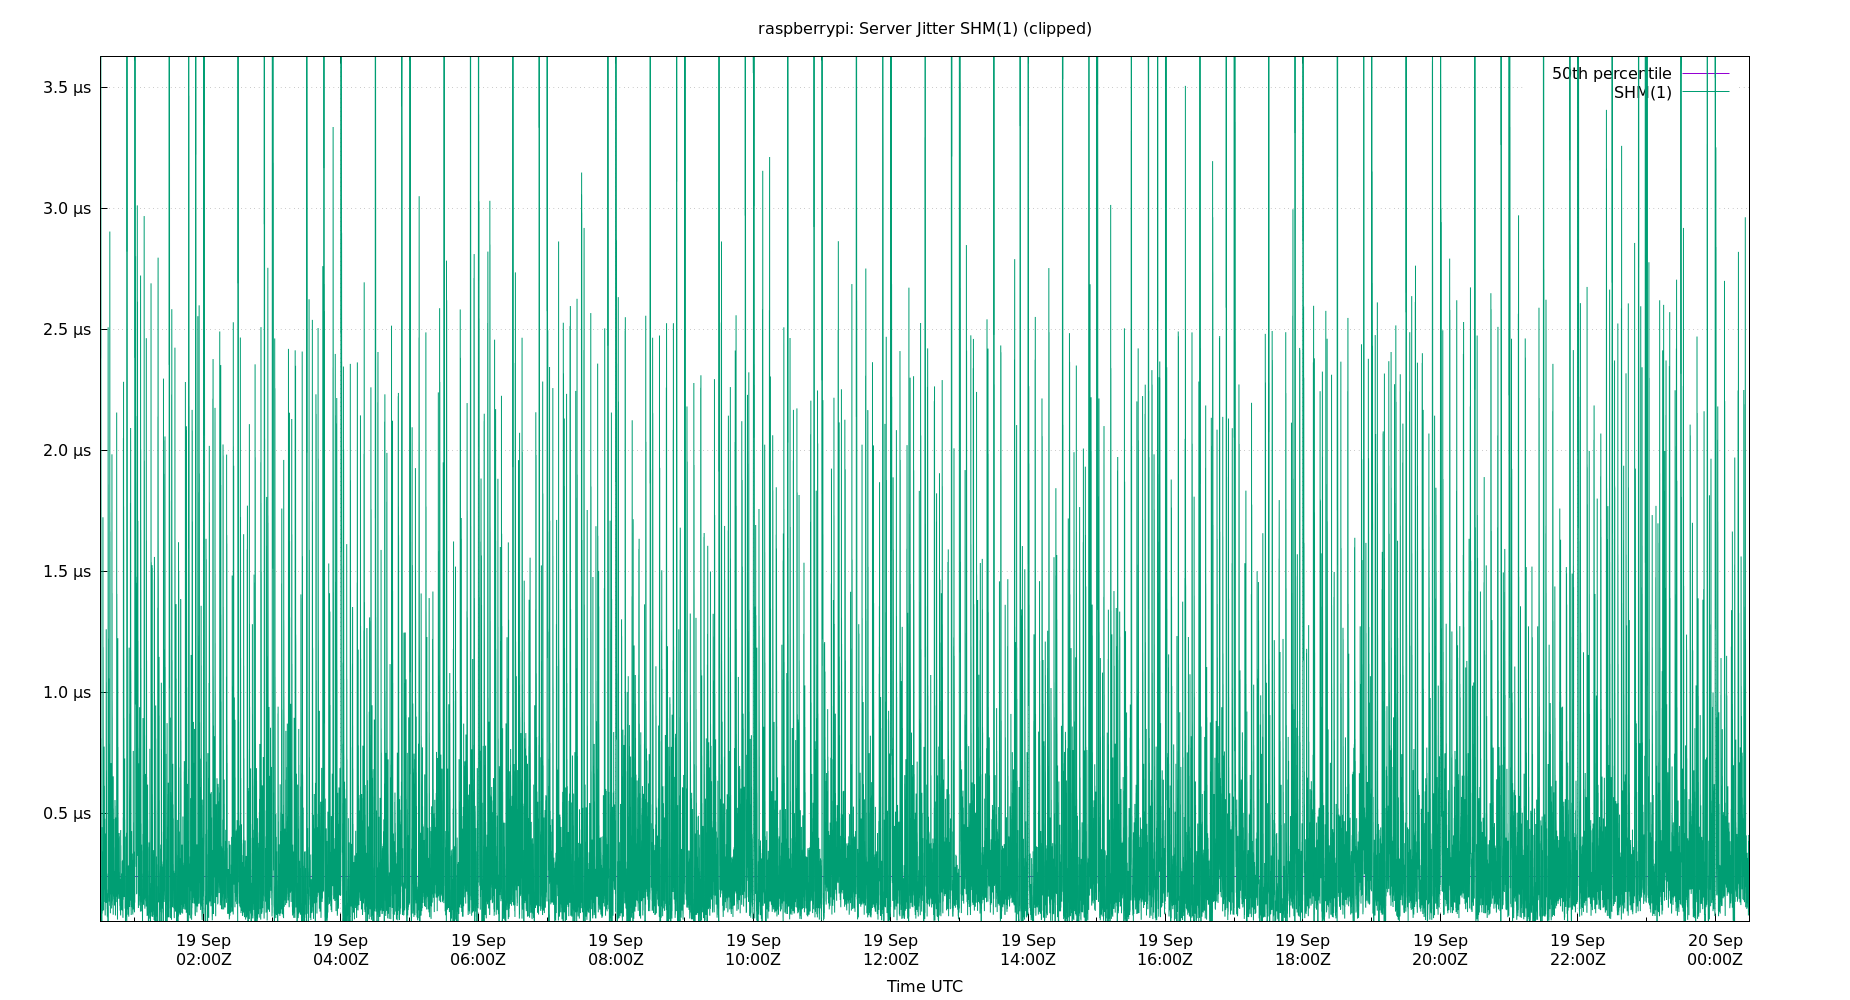 raspberrypi: Server Jitter SHM(1) (clipped)
50th percentile
SHM(1)
3.5 µs
3.0 µs
2.5 µs
2.0 µs
1.5 µs
1.0 µs
0.5 µs
19 Sep 19 Sep 19 Sep 19 Sep 19 Sep 19 Sep 19 Sep 19 Sep 19 Sep 19 Sep 19 Sep 20 Sep
02:00Z 04:00Z 06:00Z 08:00Z 10:00Z 12:00Z 14:00Z 16:00Z 18:00Z 20:00Z 22:00Z 00:00Z
Time UTC